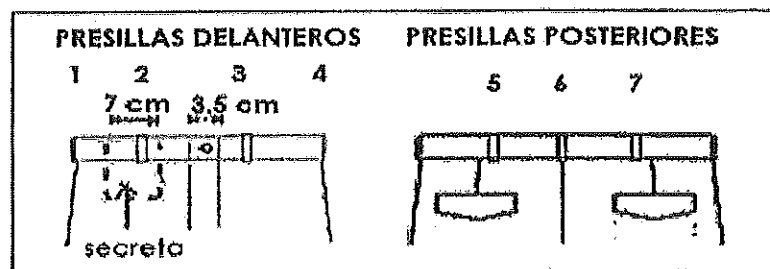 PRESILLAS DELANTEROS
1 2 3 4
7 cm 3,5 cm
secreta
PRESILLAS POSTERIORES
5 6 7